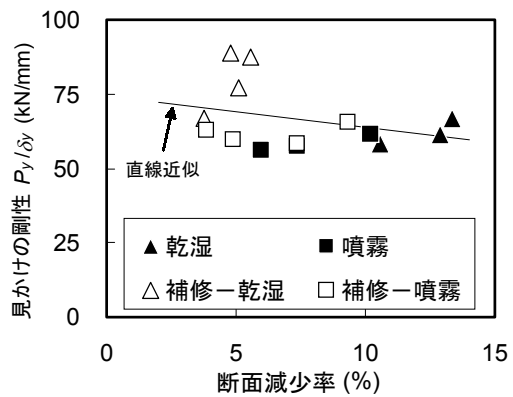 100
75
50
25
0
見かけの剛性 Py/δy (kN/mm)
直線近似
▲ 乾湿 ■ 噴霧
△ 補修－乾湿 □ 補修－噴霧
0 5 10 15
断面減少率 (%)